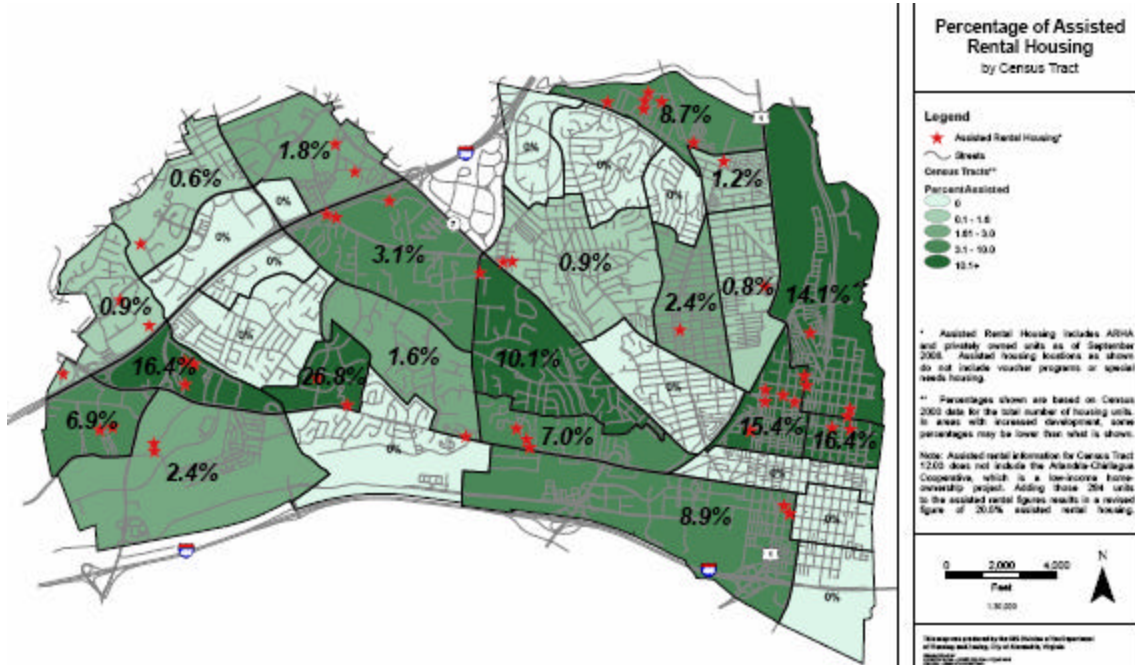 Percentage of Assisted
Rental Housing
by Census Tract
Legend
Assisted Rental Housing*
Streets
Census Tracts**
Percent Assisted
0
0.1 - 1.6
1.61 - 3.0
3.1 - 10.0
10.1+
* Assisted Rental Housing includes ARHA
and privately owned units as of September
Assisted housing locations as shown
do not include voucher programs or special
needs housing.
** Percentages shown are based on Census
2000 data for the total number of housing units.
In areas with increased development, some
percentages may be lower than what is shown.
Note: Assisted rental information for Census Tract
12.03 does not include the
Cooperative, which is a low-income home-
ownership project. Adding those 284 units
to the assisted rental figures results in a revised
figure of assisted rental housing.
0 2,000 4,000
Feet
N
8.7%
1.8%
0%
0%
1.2%
0.6%
0%
0%
0%
0%
3.1%
0.9%
0%
2.4%
0.8%
14.1%
0.9%
0%
16.4%
26.8%
1.6%
10.1%
0%
6.9%
7.0%
15.4%
16.4%
2.4%
0%
0%
8.9%
0%
0%